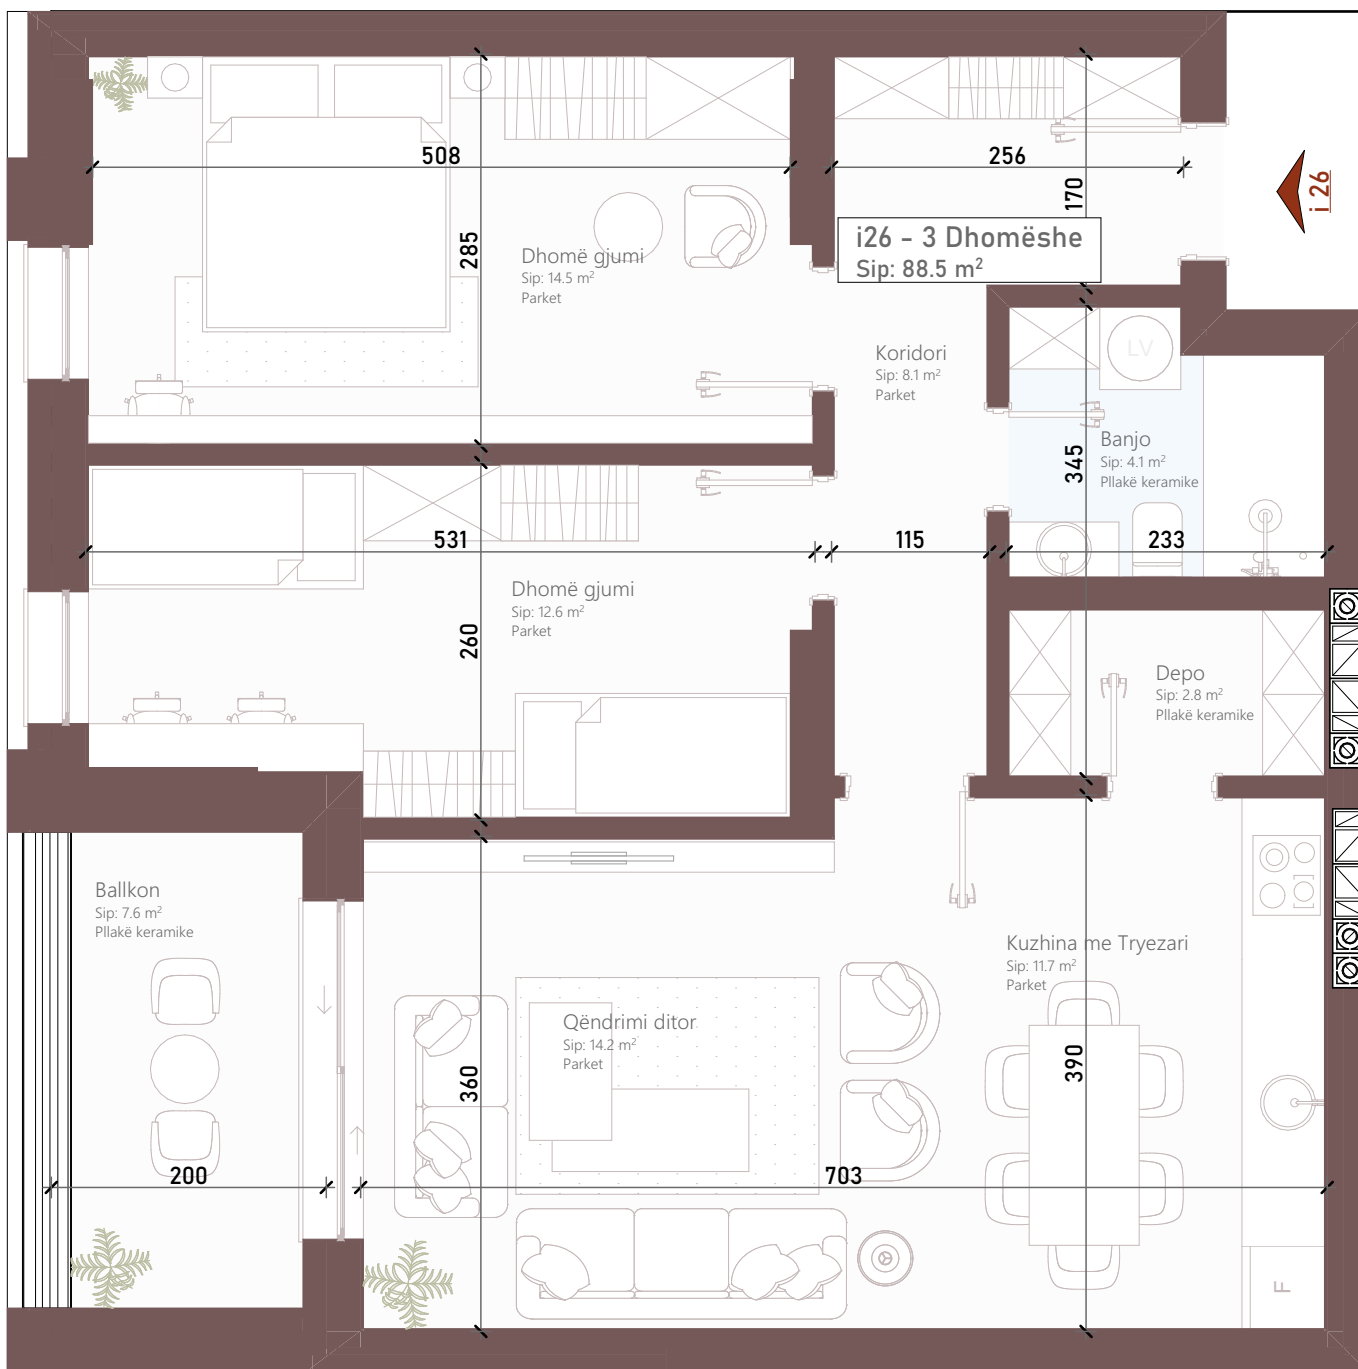 508
256
170
i 26
i26 - 3 Dhomëshe
Sip: 88.5 m²
285
Dhomë gjumi
Sip: 14.5 m²
Parket
Koridori
Sip: 8.1 m²
Parket
LV
Banjo
Sip: 4.1 m²
Pllakë keramike
345
531
115
233
Dhomë gjumi
Sip: 12.6 m²
Parket
260
Depo
Sip: 2.8 m²
Pllakë keramike
Ballkon
Sip: 7.6 m²
Pllakë keramike
Kuzhina me Tryezari
Sip: 11.7 m²
Parket
Qëndrimi ditor
Sip: 14.2 m²
Parket
360
390
200
703
F